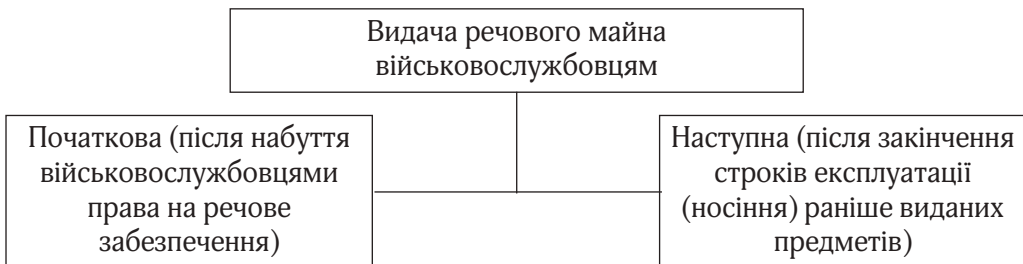 Видача речового майна
військовослужбовцям
Початкова (після набуття
військовослужбовцями
права на речове
забезпечення)
Наступна (після закінчення
строків експлуатації
(носіння) раніше виданих
предметів)